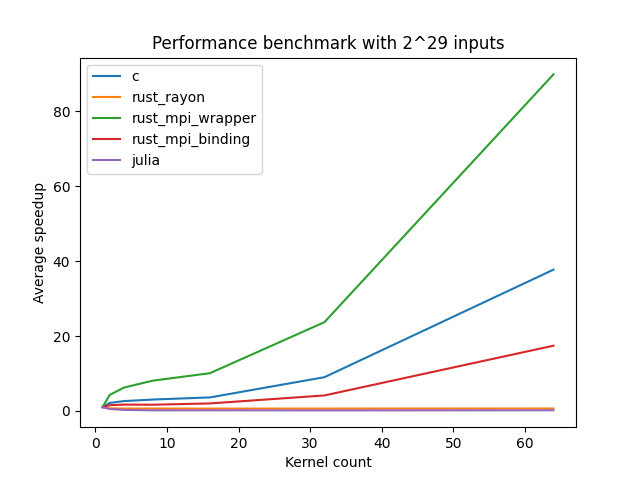 Performance benchmark with 2^29 inputs
c
rust_rayon
rust_mpi_wrapper
rust_mpi_binding
julia
Average speedup
80
60
40
20
0
0 10 20 30 40 50 60
Kernel count